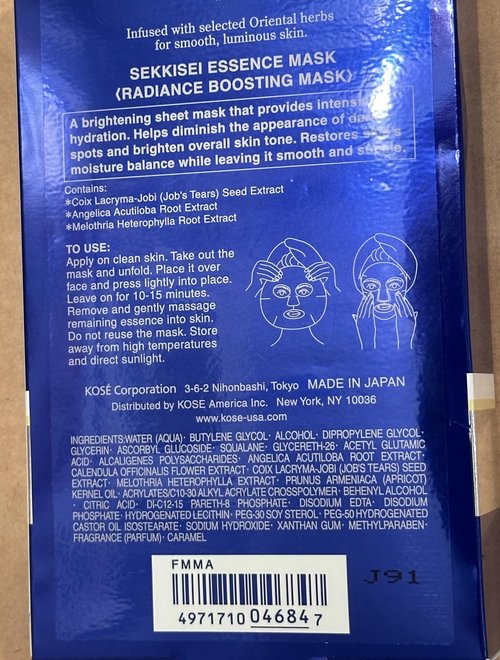 Infused with selected Oriental herbs
for smooth, luminous skin.
SEKKISEI ESSENCE MASK
⟨RADIANCE BOOSTING MASK⟩
A brightening sheet mask that provides intense
hydration. Helps diminish the appearance of dark
spots and brighten overall skin tone. Restores skin's
moisture balance while leaving it smooth and supple.
Contains:
*Coix Lacryma-Jobi (Job's Tears) Seed Extract
*Angelica Acutiloba Root Extract
*Melothria Heterophylla Root Extract
TO USE:
Apply on clean skin. Take out the
mask and unfold. Place it over
face and press lightly into place.
Leave on for 10-15 minutes.
Remove and gently massage
remaining essence into skin.
Do not reuse the mask. Store
away from high temperatures
and direct sunlight.
KOSÉ Corporation 3-6-2 Nihonbashi, Tokyo MADE IN JAPAN
Distributed by KOSE America Inc. New York, NY 10036
www.kose-usa.com
INGREDIENTS:WATER (AQUA)· BUTYLENE GLYCOL· ALCOHOL· DIPROPYLENE GLYCOL·
GLYCERIN· ASCORBYL GLUCOSIDE· SQUALANE· GLYCERETH-26· ACETYL GLUTAMIC
ACID· ALCALIGENES POLYSACCHARIDES· ANGELICA ACUTILOBA ROOT EXTRACT·
CALENDULA OFFICINALIS FLOWER EXTRACT· COIX LACRYMA-JOBI (JOB'S TEARS) SEED
EXTRACT· MELOTHRIA HETEROPHYLLA EXTRACT· PRUNUS ARMENIACA (APRICOT)
KERNEL OIL· ACRYLATES/C10-30 ALKYL ACRYLATE CROSSPOLYMER· BEHENYL ALCOHOL
· CITRIC ACID· DI-C12-15 PARETH-8 PHOSPHATE· DISODIUM EDTA· DISODIUM
PHOSPHATE· HYDROGENATED LECITHIN· PEG-30 SOY STEROL· PEG-50 HYDROGENATED
CASTOR OIL ISOSTEARATE· SODIUM HYDROXIDE· XANTHAN GUM· METHYLPARABEN·
FRAGRANCE (PARFUM)· CARAMEL
FMMA
J91
4971710 04684 7